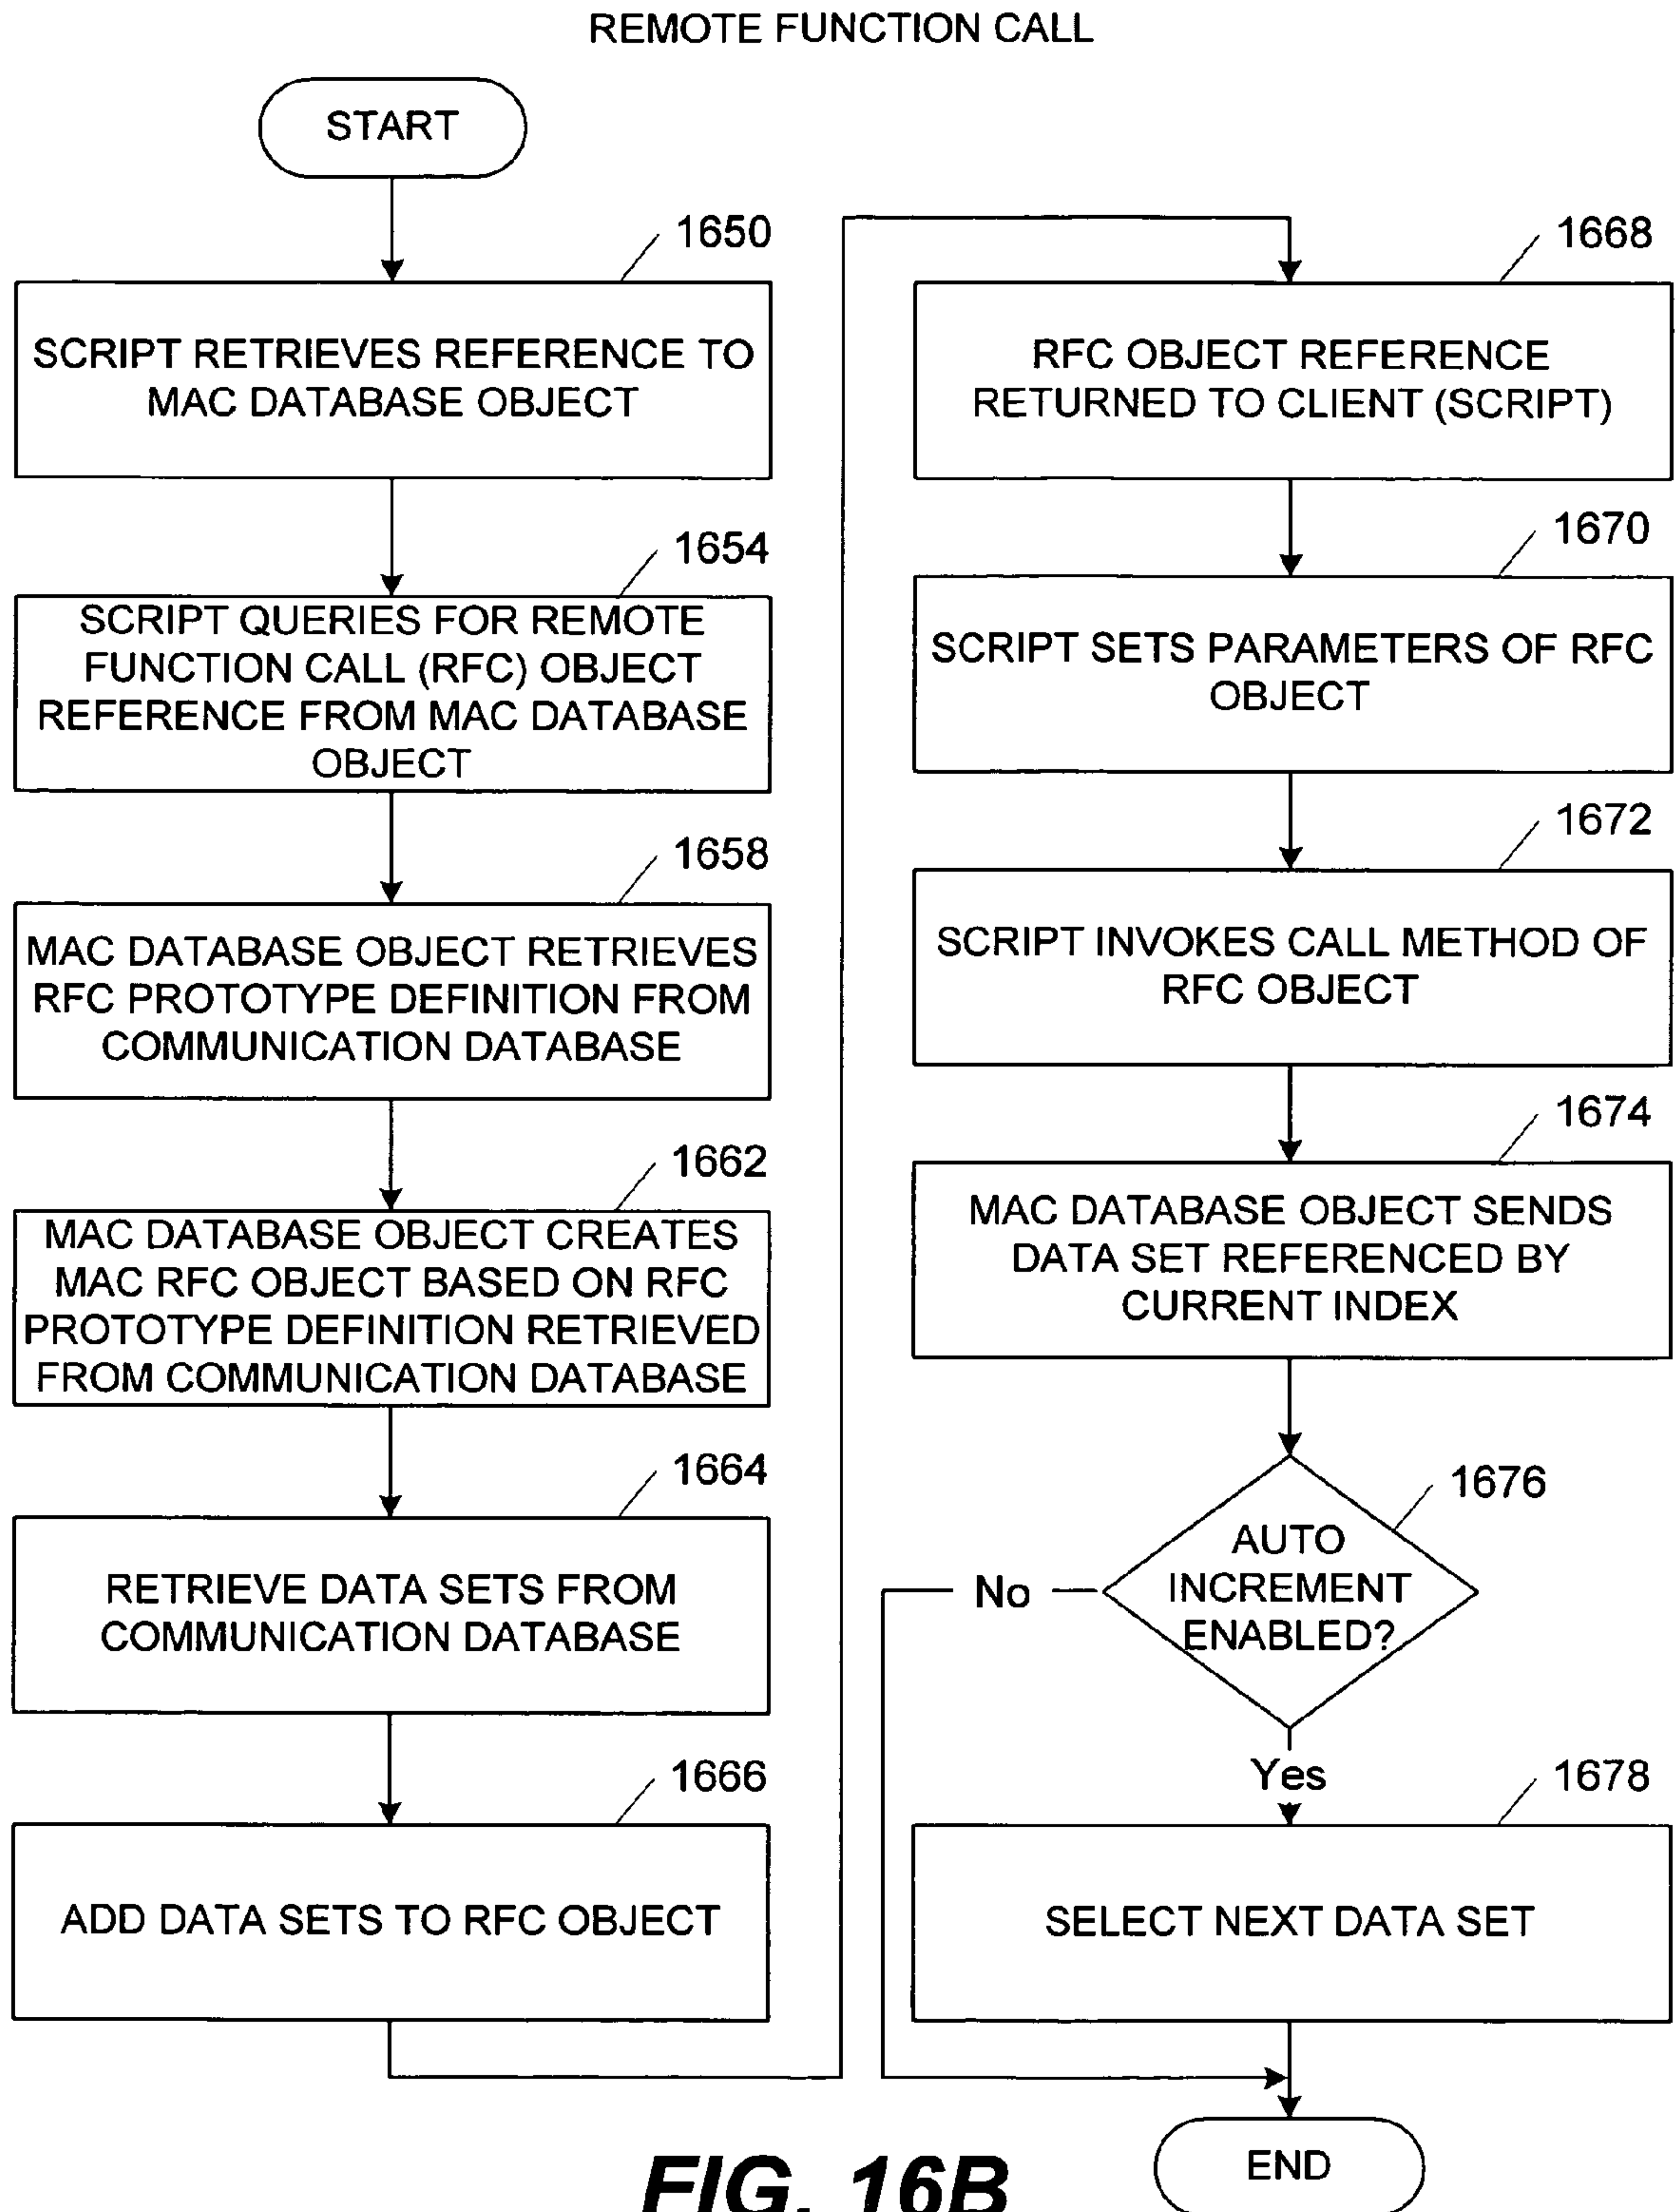 REMOTE FUNCTION CALL
START
1650
SCRIPT RETRIEVES REFERENCE TO
MAC DATABASE OBJECT
1654
SCRIPT QUERIES FOR REMOTE
FUNCTION CALL (RFC) OBJECT
REFERENCE FROM MAC DATABASE
OBJECT
1658
MAC DATABASE OBJECT RETRIEVES
RFC PROTOTYPE DEFINITION FROM
COMMUNICATION DATABASE
1662
MAC DATABASE OBJECT CREATES
MAC RFC OBJECT BASED ON RFC
PROTOTYPE DEFINITION RETRIEVED
FROM COMMUNICATION DATABASE
1664
RETRIEVE DATA SETS FROM
COMMUNICATION DATABASE
1666
ADD DATA SETS TO RFC OBJECT
1668
RFC OBJECT REFERENCE
RETURNED TO CLIENT (SCRIPT)
1670
SCRIPT SETS PARAMETERS OF RFC
OBJECT
1672
SCRIPT INVOKES CALL METHOD OF
RFC OBJECT
1674
MAC DATABASE OBJECT SENDS
DATA SET REFERENCED BY
CURRENT INDEX
1676
AUTO
INCREMENT
ENABLED?
No
Yes
1678
SELECT NEXT DATA SET
END
FIG. 16B